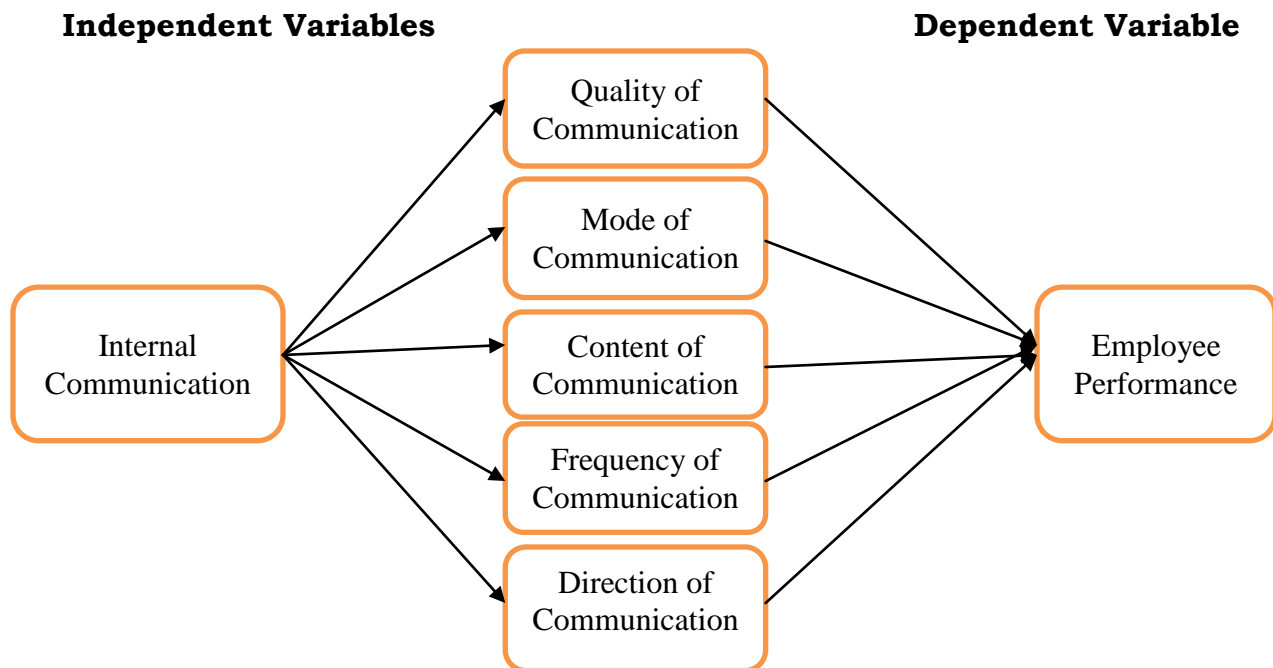 Independent Variables
Dependent Variable
Quality of
Communication
Mode of
Communication
Internal
Communication
Content of
Communication
Employee
Performance
Frequency of
Communication
Direction of
Communication